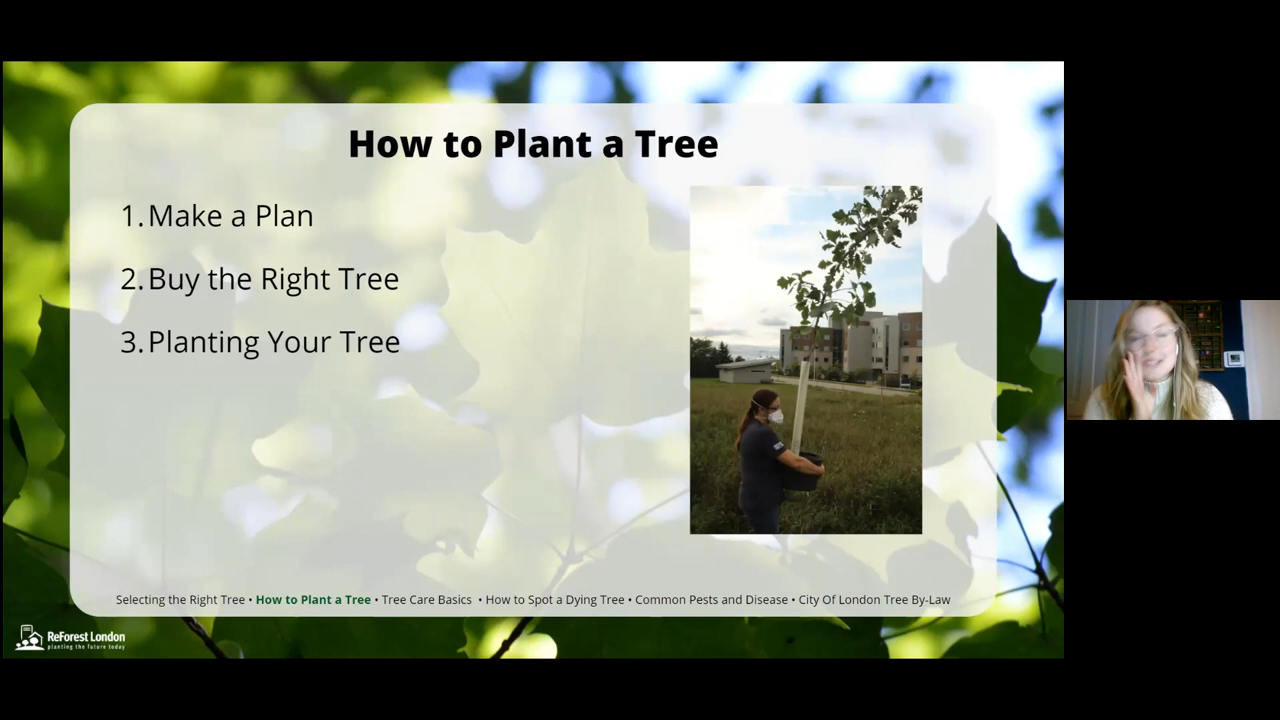 How to Plant a Tree
1. Make a Plan
2. Buy the Right Tree
3. Planting Your Tree
Selecting the Right Tree • How to Plant a Tree • Tree Care Basics • How to Spot a Dying Tree • Common Pests and Disease • City Of London Tree By-Law
ReForest London
planting the future today